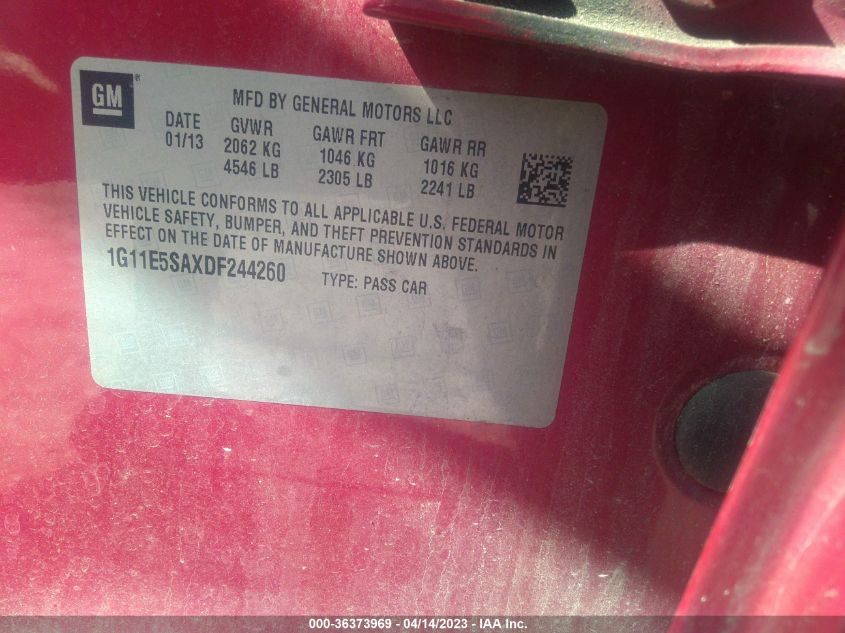 GM®
MFD BY GENERAL MOTORS LLC
DATE GVWR GAWR FRT GAWR RR
01/13 2062 KG 1046 KG 1016 KG
4546 LB 2305 LB 2241 LB
THIS VEHICLE CONFORMS TO ALL APPLICABLE U.S. FEDERAL MOTOR
VEHICLE SAFETY, BUMPER, AND THEFT PREVENTION STANDARDS IN
EFFECT ON THE DATE OF MANUFACTURE SHOWN ABOVE.
1G11E5SAXDF244260 TYPE: PASS CAR
000-36373969 - 04/14/2023 - IAA Inc.